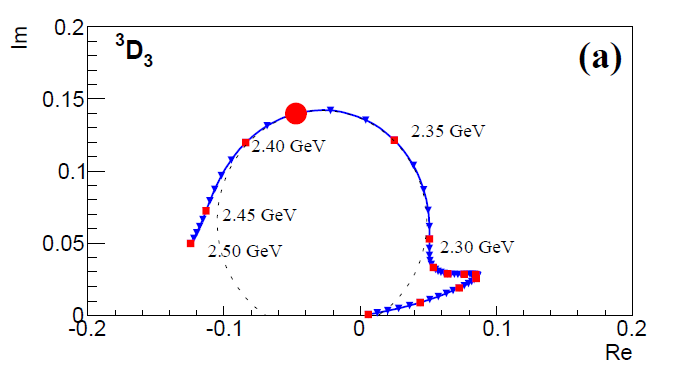 Im
0.2
³D₃
(a)
0.15
2.35 GeV
2.40 GeV
0.1
2.45 GeV
2.30 GeV
0.05
2.50 GeV
0
-0.2
-0.1
0
0.1
0.2
Re